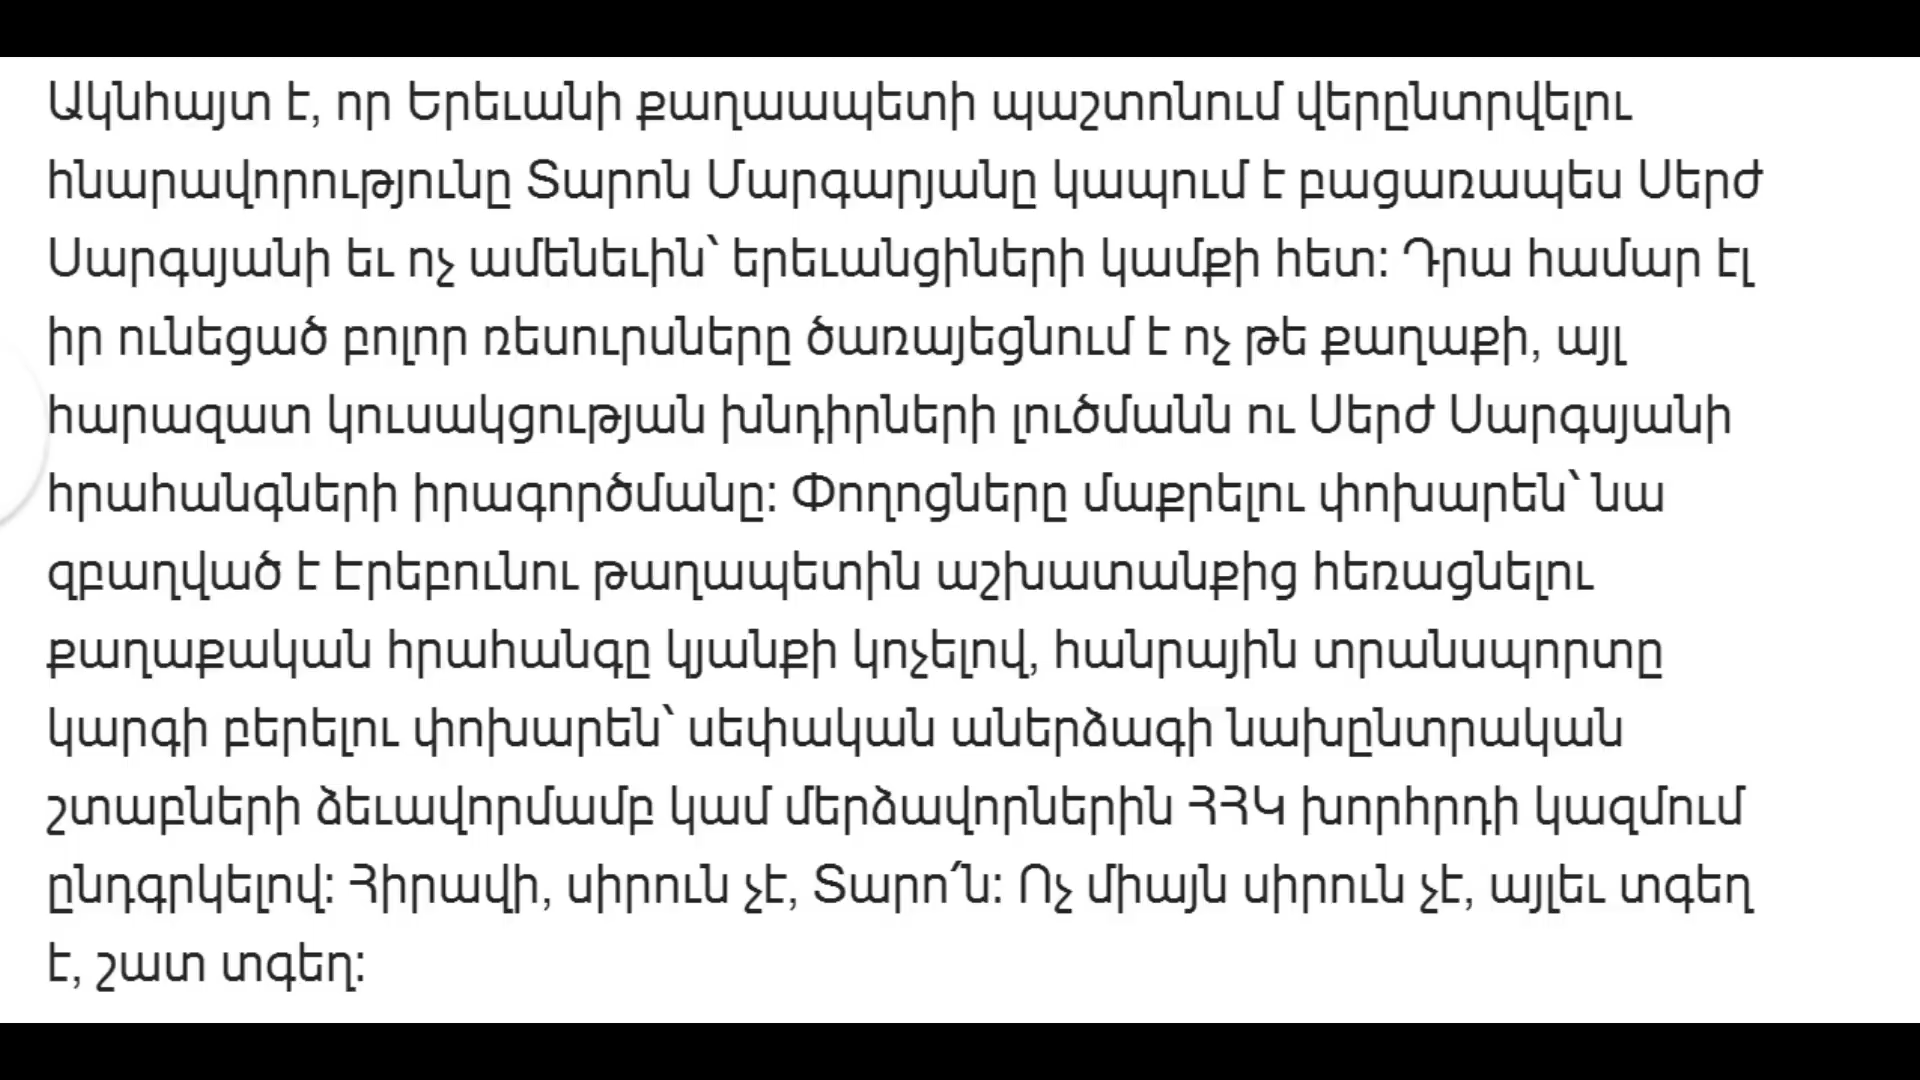 Ակնհայտ է, որ Երեւանի քաղաապետի պաշտոնում վերընտրվելու
հնարավորությունը Տարոն Մարգարյանը կապում է բացառապես Սերժ
Սարգսյանի եւ ոչ ամենեւին՝ երեւանցիների կամքի հետ: Դրա համար էլ
իր ունեցած բոլոր ռեսուրսները ծառայեցնում է ոչ թե քաղաքի, այլ
հարազատ կուսակցության խնդիրների լուծմանն ու Սերժ Սարգսյանի
հրահանգների իրագործմանը: Փողոցները մաքրելու փոխարեն՝ նա
զբաղված է Էրեբունու թաղապետին աշխատանքից հեռացնելու
քաղաքական հրահանգը կյանքի կոչելով, հանրային տրանսպորտը
կարգի բերելու փոխարեն՝ սեփական աներձագի նախընտրական
շտաբների ձեւավորմամբ կամ մերձավորներին ՀՀԿ խորհրդի կազմում
ընդգրկելով: Հիրավի, սիրուն չէ, Տարո՛ն: Ոչ միայն սիրուն չէ, այլեւ տգեղ
է, շատ տգեղ: